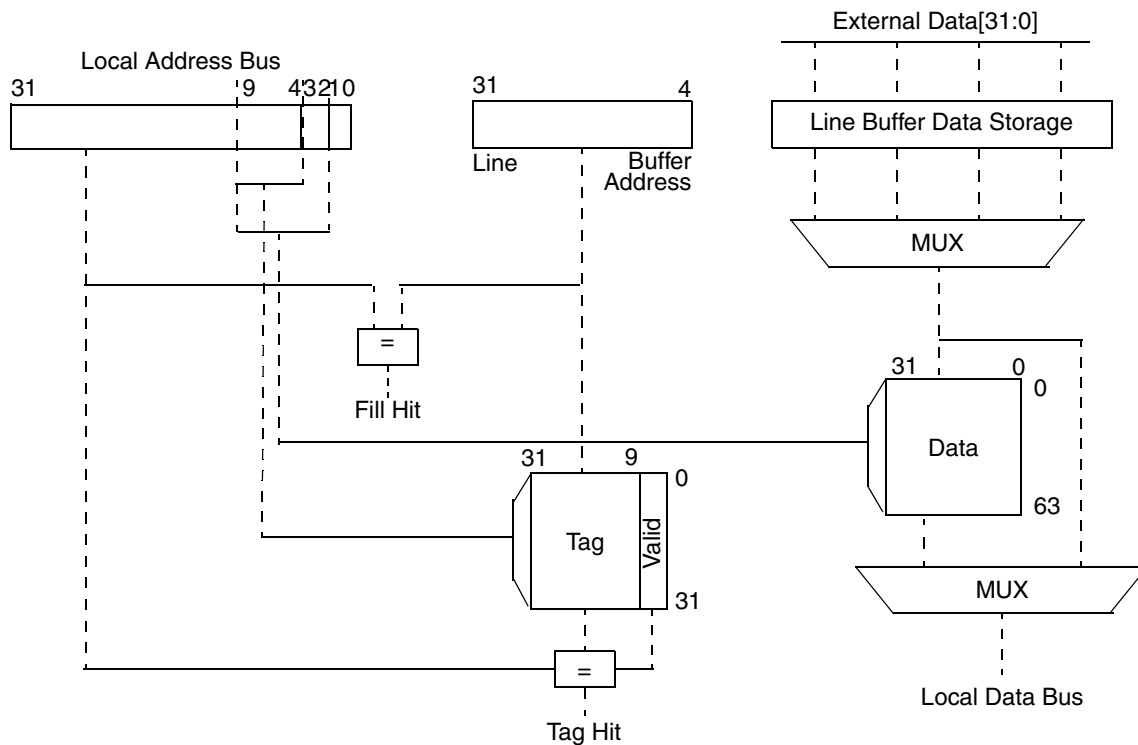 External Data[31:0]
Local Address Bus
31 9 4 3 2 1 0
31 4
Line Buffer Data Storage
Line Buffer
Address
MUX
=
Fill Hit
31 0
0
Data
63
31 9
0
Tag
Valid
31
MUX
=
Local Data Bus
Tag Hit